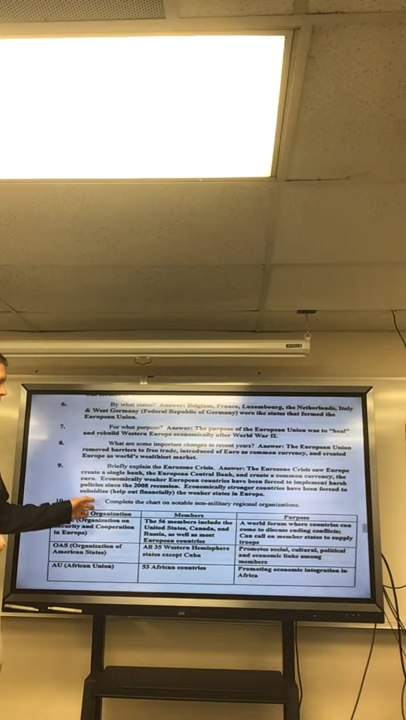 6. By what states? Answer: Belgium, France, Luxembourg, the Netherlands, Italy
& West Germany (Federal Republic of Germany) were the states that formed the
European Union.
7. For what purpose? Answer: The purpose of the European Union was to "heal"
and rebuild Western Europe economically after World War II.
8. What are some important changes in recent years? Answer: The European Union
removed barriers to free trade, introduced of Euro as common currency, and created
Europe as world's wealthiest market.
9. Briefly explain the Eurozone Crisis. Answer: The Eurozone Crisis saw Europe
create a single bank, the European Central Bank, and create a common currency, the
euro. Economically weaker European countries have been forced to implement harsh
policies since the 2008 recession. Economically stronger countries have been forced to
subsidize (help out financially) the weaker states in Europe.
10. Complete the chart on notable non-military regional organizations.
Organization Members Purpose
(Organization on
Security and Cooperation
in Europe)
The 56 members include the
United States, Canada, and
Russia, as well as most
European countries
A world forum where countries can
come to discuss ending conflicts;
Can call on member states to supply
troops
OAS (Organization of
American States)
All 35 Western Hemisphere
states except Cuba
Promotes social, cultural, political
and economic links among
members
AU (African Union)
53 African countries
Promoting economic integration in
Africa